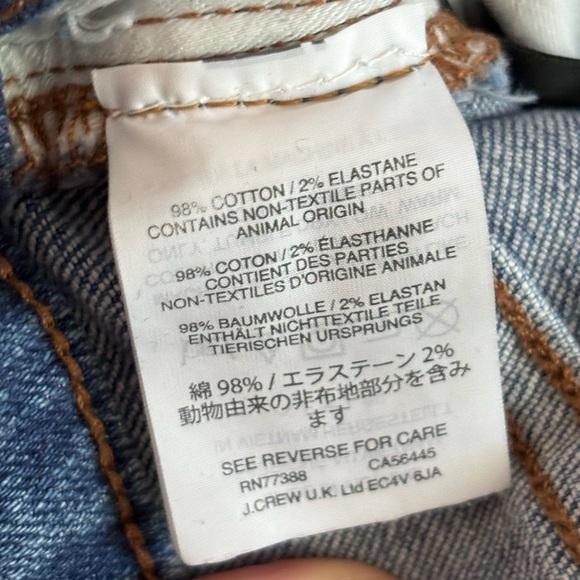 98% COTTON / 2% ELASTANE
CONTAINS NON-TEXTILE PARTS OF
ANIMAL ORIGIN
98% COTON / 2% ÉLASTHANNE
CONTIENT DES PARTIES
NON-TEXTILES D'ORIGINE ANIMALE
98% BAUMWOLLE / 2% ELASTAN
ENTHÄLT NICHTTEXTILE TEILE
TIERISCHEN URSPRUNGS
綿 98% / エラステーン 2%
動物由来の非布地部分を含み
ます
SEE REVERSE FOR CARE
RN77388 CA56445
J.CREW U.K. Ltd EC4V 6JA